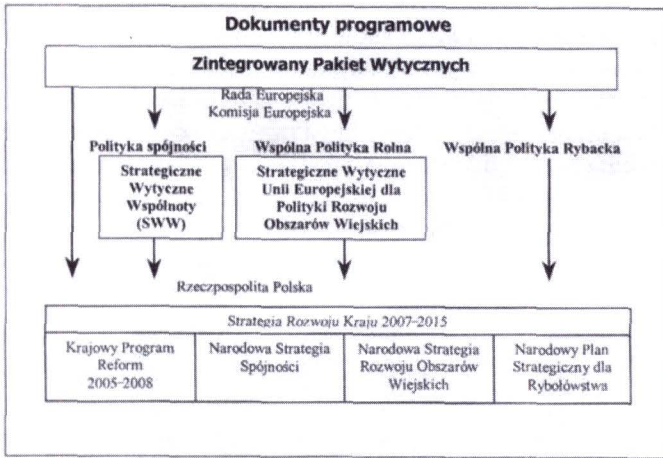 Dokumenty programowe
Zintegrowany Pakiet Wytycznych
Rada Europejska
Komisja Europejska
Polityka spójności
Strategiczne
Wytyczne
Wspólnoty
(SWW)
Wspólna Polityka Rolna
Strategiczne Wytyczne
Unii Europejskiej dla
Polityki Rozwoju
Obszarów Wiejskich
Wspólna Polityka Rybacka
Rzeczpospolita Polska
Strategia Rozwoju Kraju 2007-2015
Krajowy Program
Reform
2005-2008
Narodowa Strategia
Spójności
Narodowa Strategia
Rozwoju Obszarów
Wiejskich
Narodowy Plan
Strategiczny dla
Rybołówstwa